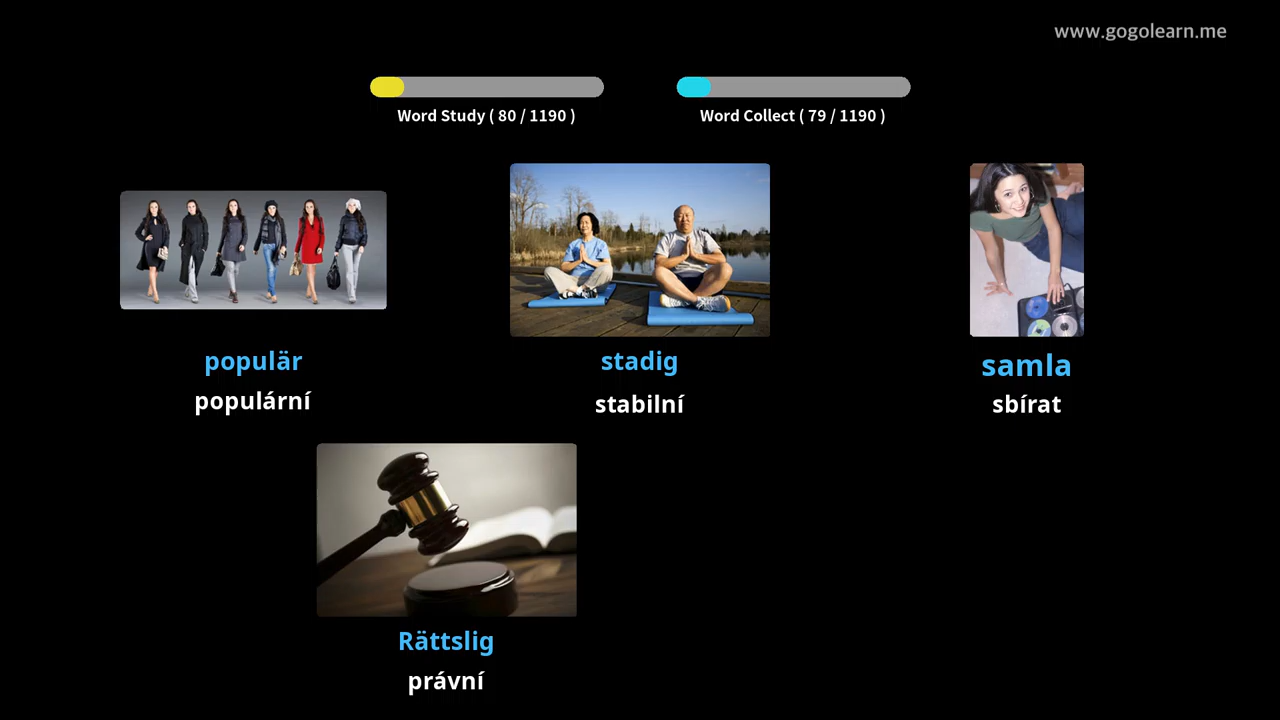 www.gogolearn.me
Word Study ( 80 / 1190 )
Word Collect ( 79 / 1190 )
populär
populární
stadig
stabilní
samla
sbírat
Rättslig
právní